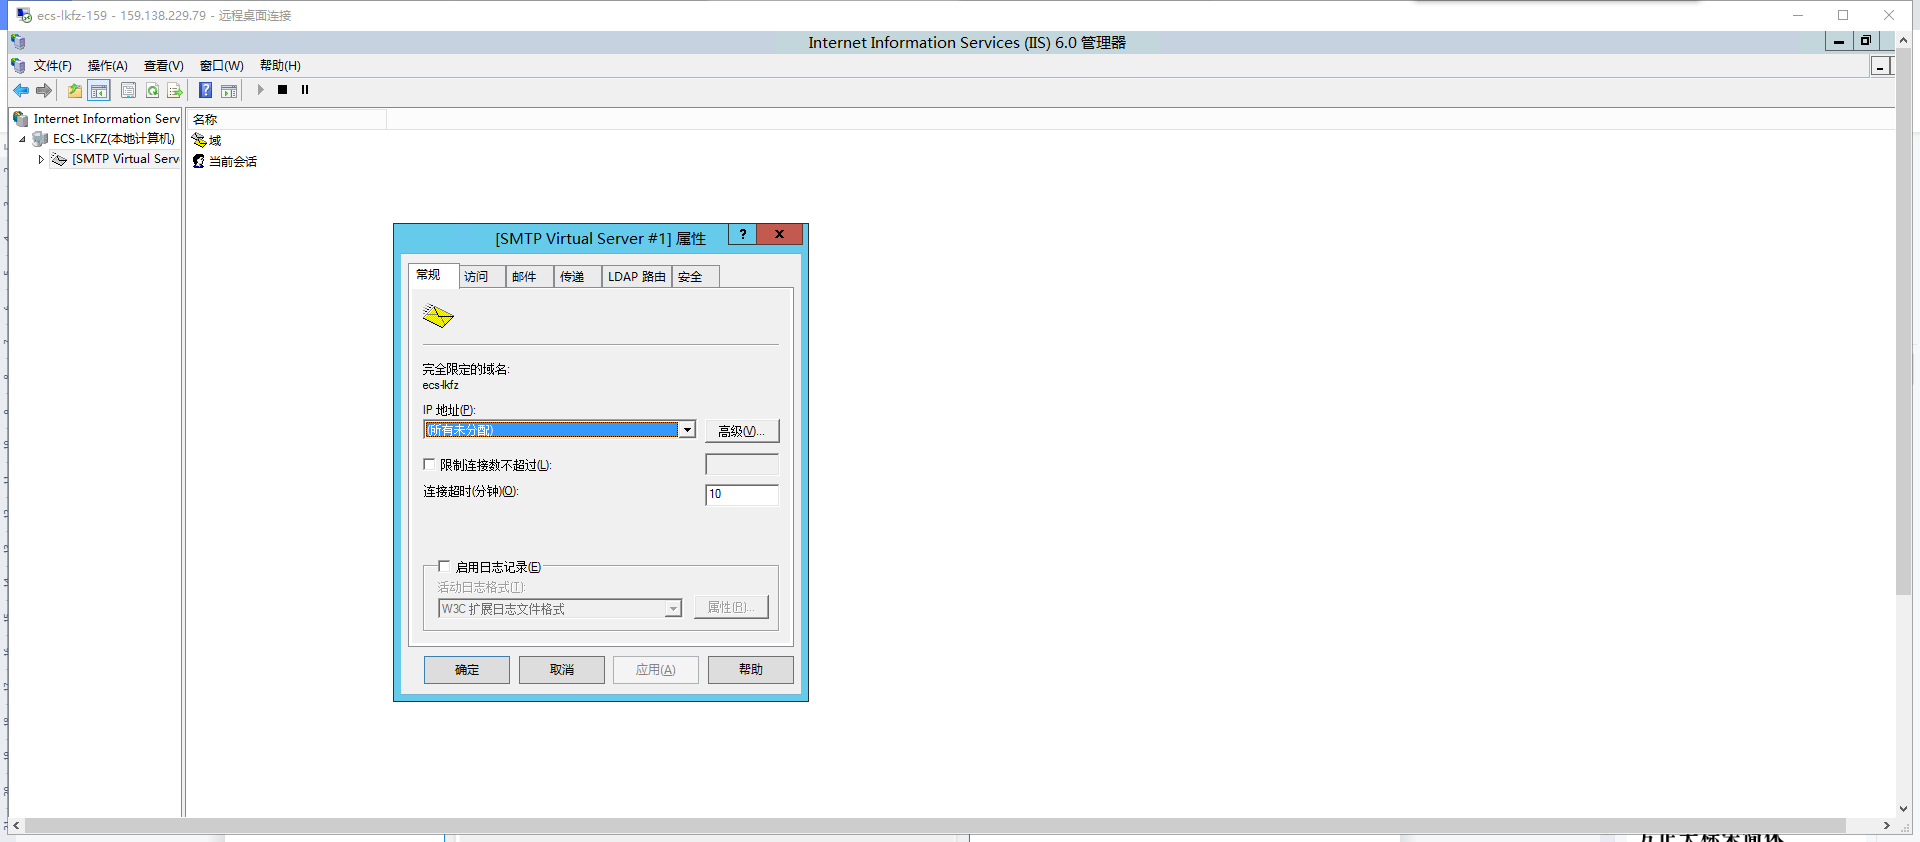 ecs-lkfz-159 - 159.138.229.79 - 远程桌面连接
Internet Information Services (IIS) 6.0 管理器
文件(F) 操作(A) 查看(V) 窗口(W) 帮助(H)
Internet Information Serv
ECS-LKFZ(本地计算机)
[SMTP Virtual Serv
名称
域
当前会话
[SMTP Virtual Server #1] 属性
常规 访问 邮件 传递 LDAP 路由 安全
完全限定的域名:
ecs-lkfz
IP 地址(P):
(所有未分配)
高级(V)...
限制连接数不超过(L):
连接超时(分钟)(O):
10
启用日志记录(E)
活动日志格式(T):
W3C 扩展日志文件格式
属性(R)...
确定 取消 应用(A) 帮助